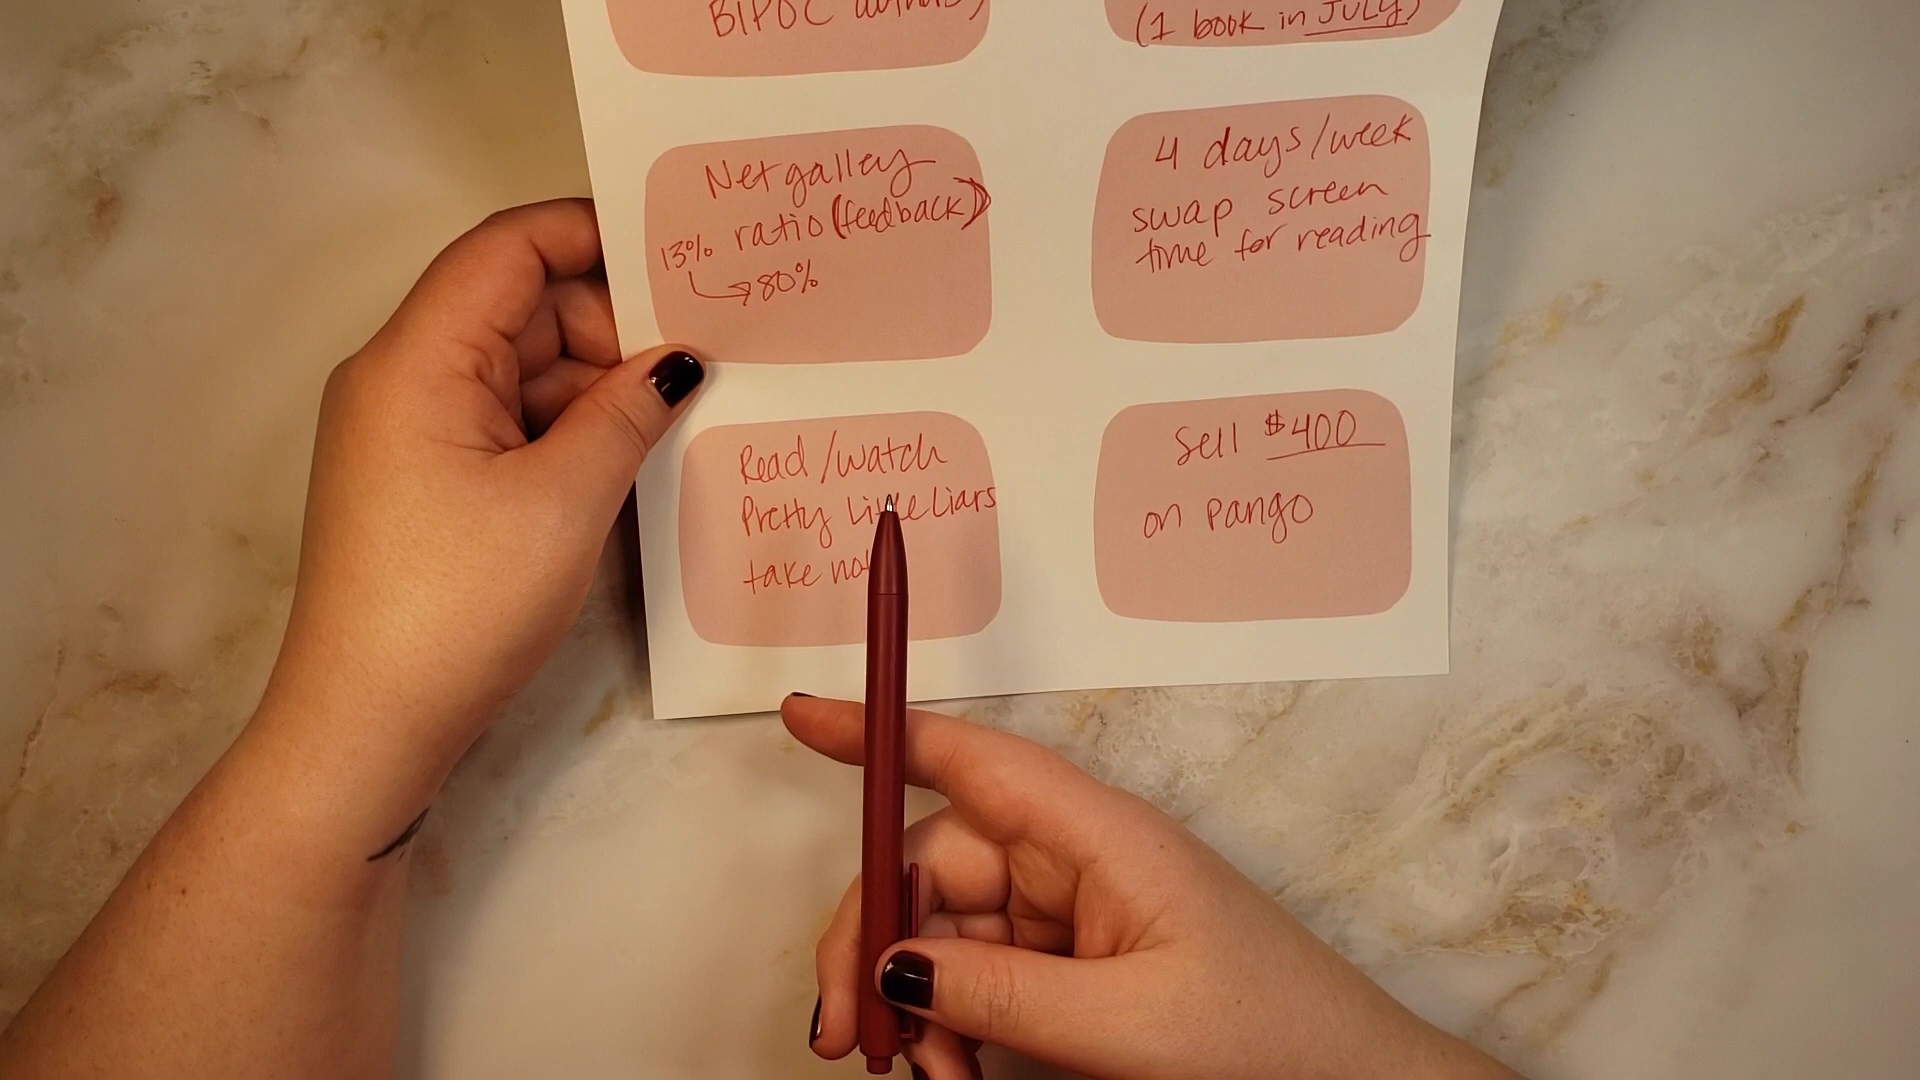 BIPOC authors)
(1 book in JULY)
Netgalley
ratio (feedback)
13%
80%
4 days/week
swap screen
time for reading
Read/watch
Pretty Little Liars
take
Sell $400
on pango